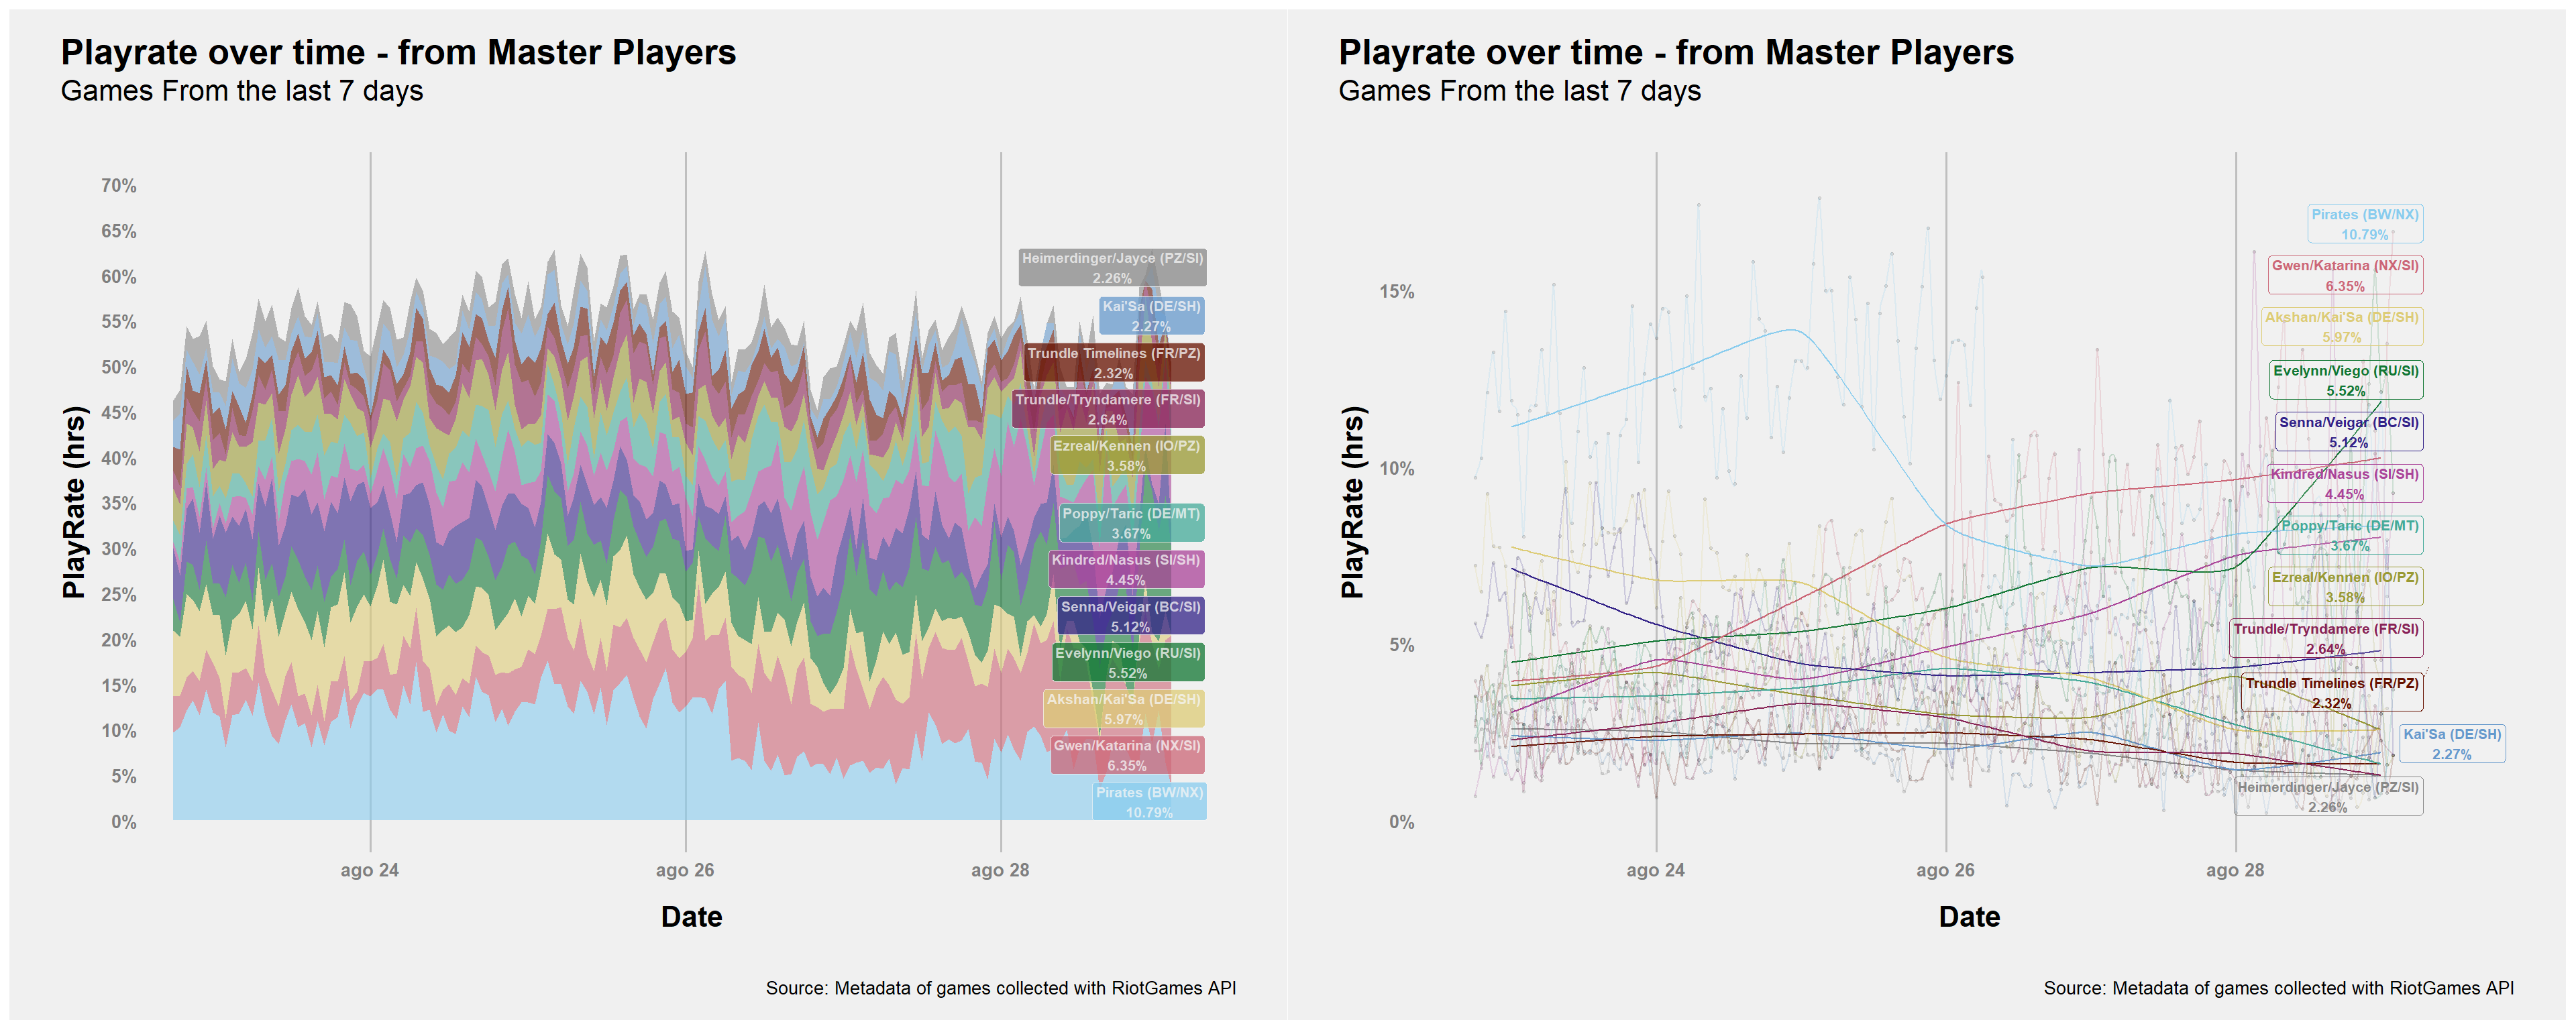 Playrate over time - from Master Players
Games From the last 7 days
PlayRate (hrs)
70%
65%
60%
55%
50%
45%
40%
35%
30%
25%
20%
15%
10%
5%
0%
Heimerdinger/Jayce (PZ/SI)
2.26%
Kai'Sa (DE/SH)
2.27%
Trundle Timelines (FR/PZ)
2.32%
Trundle/Tryndamere (FR/SI)
2.64%
Ezreal/Kennen (IO/PZ)
3.58%
Poppy/Taric (DE/MT)
3.67%
Kindred/Nasus (SI/SH)
4.45%
Senna/Veigar (BC/SI)
5.12%
Evelynn/Viego (RU/SI)
5.52%
Akshan/Kai'Sa (DE/SH)
5.97%
Gwen/Katarina (NX/SI)
6.35%
Pirates (BW/NX)
10.79%
ago 24
ago 26
ago 28
Date
Source: Metadata of games collected with RiotGames API
Playrate over time - from Master Players
Games From the last 7 days
PlayRate (hrs)
15%
10%
5%
0%
Pirates (BW/NX)
10.79%
Gwen/Katarina (NX/SI)
6.35%
Akshan/Kai'Sa (DE/SH)
5.97%
Evelynn/Viego (RU/SI)
5.52%
Senna/Veigar (BC/SI)
5.12%
Kindred/Nasus (SI/SH)
4.45%
Poppy/Taric (DE/MT)
3.67%
Ezreal/Kennen (IO/PZ)
3.58%
Trundle/Tryndamere (FR/SI)
2.64%
Trundle Timelines (FR/PZ)
2.32%
Kai'Sa (DE/SH)
2.27%
Heimerdinger/Jayce (PZ/SI)
2.26%
ago 24
ago 26
ago 28
Date
Source: Metadata of games collected with RiotGames API